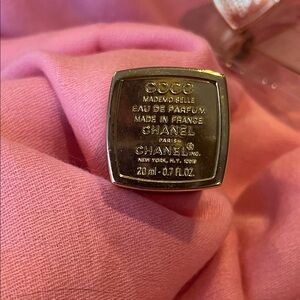 COCO
MADEMOISELLE
EAU DE PARFUM
MADE IN FRANCE
CHANEL
PARIS
CHANEL® INC.
NEW YORK, N.Y. 10019
20 ml - 0.7 FL.OZ.